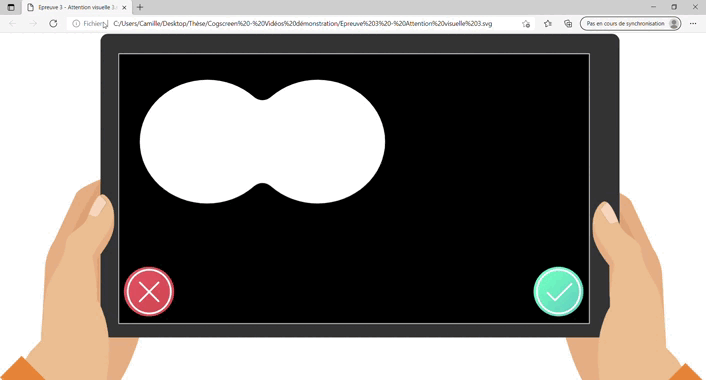 Epreuve 3 - Attention visuelle 3.
Fichier
C:/Users/Camille/Desktop/Thèse/Cogscreen%20-%20Vidéos%20démonstration/Epreuve%203%20-%20Attention%20visuelle%203.svg
Pas en cours de synchronisation